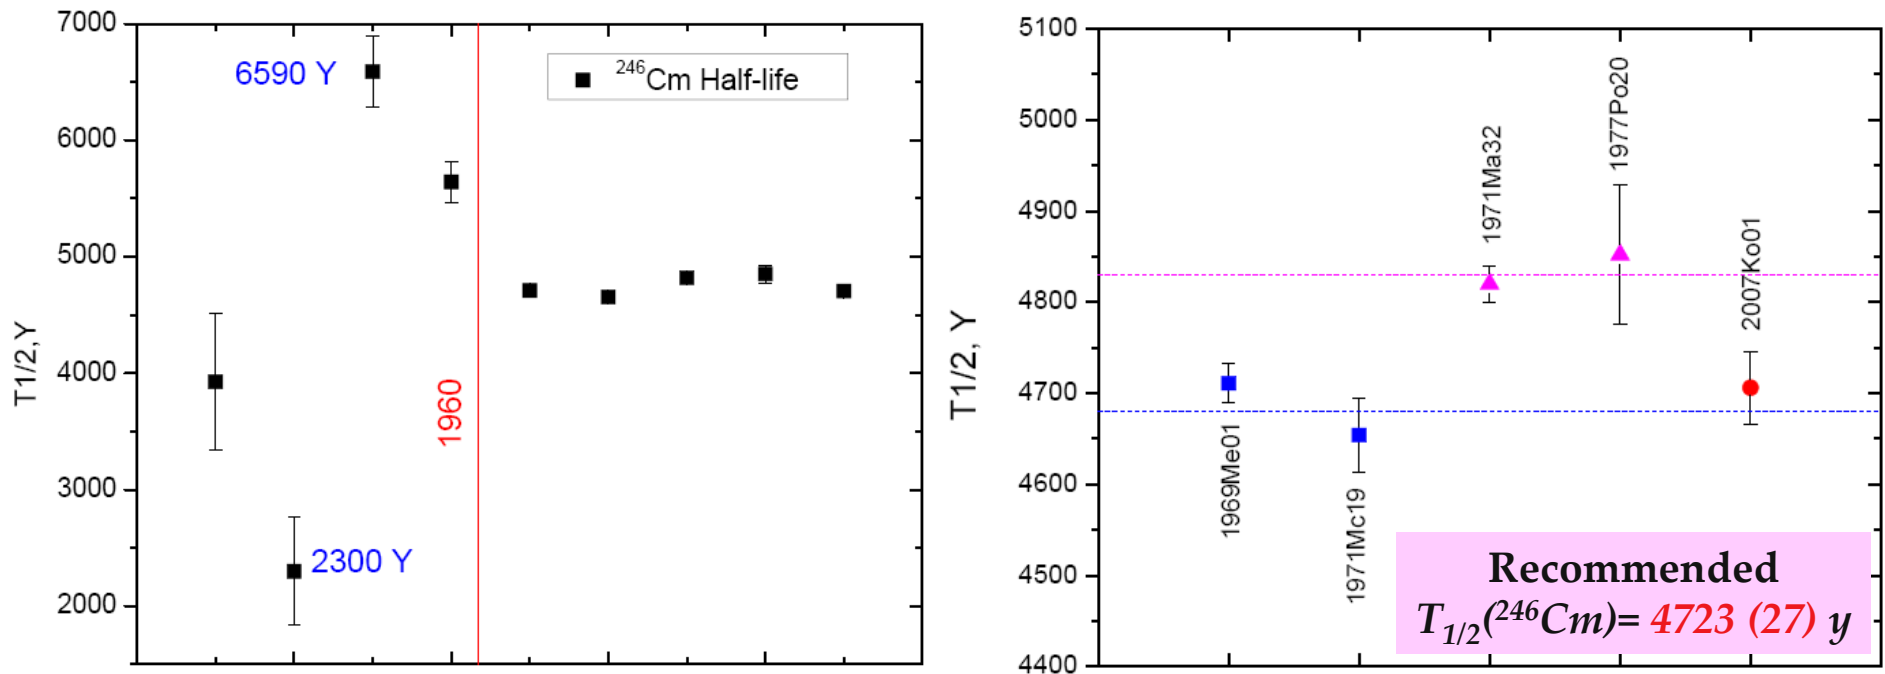 7000
6000
5000
4000
3000
2000
T1/2,Y
6590 Y
2300 Y
1960
²⁴⁶Cm Half-life
5100
5000
4900
4800
4700
4600
4500
4400
T1/2, Y
1969Me01
1971Mc19
1971Ma32
1977Po20
2007Ko01
Recommended
T₁/₂(²⁴⁶Cm)= 4723 (27) y